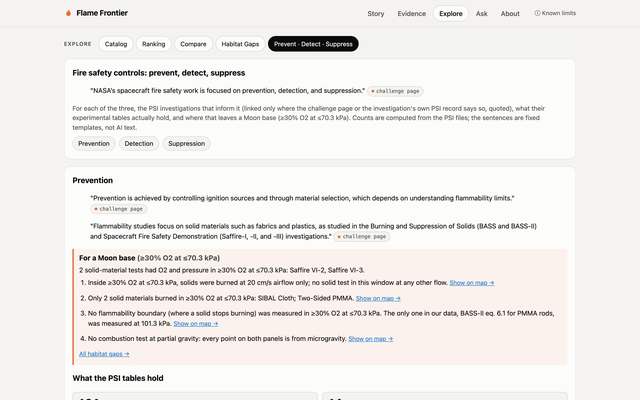 Flame Frontier
Story Evidence Explore Ask About ⓘ Known limits
EXPLORE Catalog Ranking Compare Habitat Gaps Prevent · Detect · Suppress
Fire safety controls: prevent, detect, suppress
"NASA's spacecraft fire safety work is focused on prevention, detection, and suppression." challenge page
For each of the three, the PSI investigations that inform it (linked only where the challenge page or the investigation's own PSI record says so, quoted), what their
experimental tables actually hold, and where that leaves a Moon base (≥30% O2 at ≤70.3 kPa). Counts are computed from the PSI files; the sentences are fixed
templates, not AI text.
Prevention Detection Suppression
Prevention
"Prevention is achieved by controlling ignition sources and through material selection, which depends on understanding flammability limits."
challenge page
"Flammability studies focus on solid materials such as fabrics and plastics, as studied in the Burning and Suppression of Solids (BASS and BASS-II)
and Spacecraft Fire Safety Demonstration (Saffire-I, -II, and -III) investigations." challenge page
For a Moon base (≥30% O2 at ≤70.3 kPa)
2 solid-material tests had O2 and pressure in ≥30% O2 at ≤70.3 kPa: Saffire VI-2, Saffire VI-3.
1. Inside ≥30% O2 at ≤70.3 kPa, solids were burned at 20 cm/s airflow only; no solid test in this window at any other flow. Show on map →
2. Only 2 solid materials burned in ≥30% O2 at ≤70.3 kPa: SIBAL Cloth; Two-Sided PMMA. Show on map →
3. No flammability boundary (where a solid stops burning) was measured in ≥30% O2 at ≤70.3 kPa. The only one in our data, BASS-II eq. 6.1 for PMMA rods,
was measured at 101.3 kPa. Show on map →
4. No combustion test at partial gravity: every point on both panels is from microgravity. Show on map →
All habitat gaps →
What the PSI tables hold